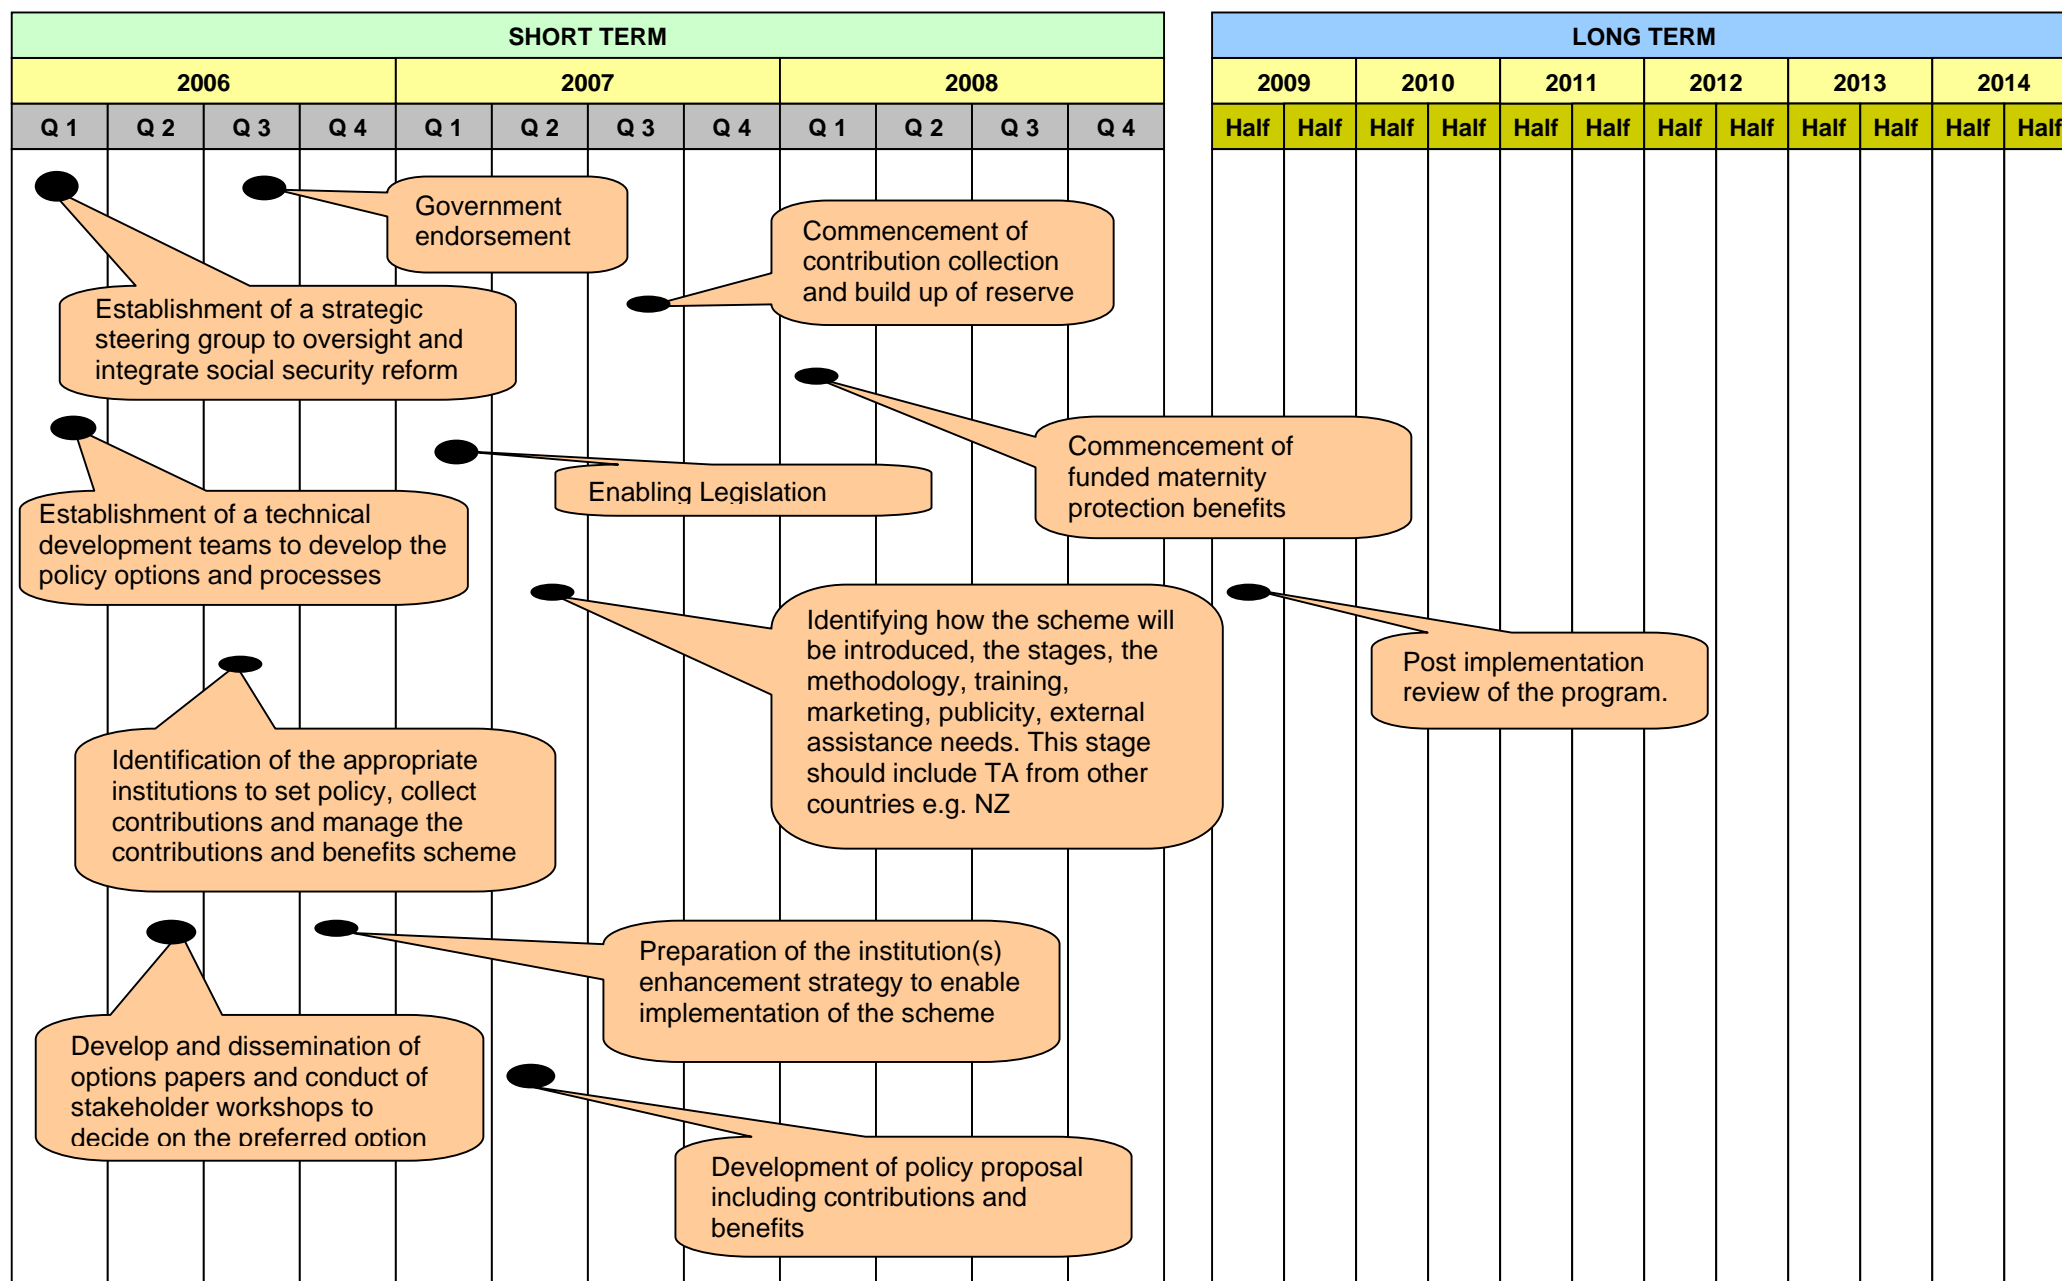 SHORT TERM
LONG TERM
2006 2007 2008 2009 2010 2011 2012 2013 2014
Q 1 Q 2 Q 3 Q 4 Q 1 Q 2 Q 3 Q 4 Q 1 Q 2 Q 3 Q 4 Half Half Half Half Half Half Half Half Half Half Half Half
Government
endorsement
Commencement of
contribution collection
and build up of reserve
Establishment of a strategic
steering group to oversight and
integrate social security reform
Commencement of
funded maternity
protection benefits
Enabling Legislation
Establishment of a technical
development teams to develop the
policy options and processes
Identifying how the scheme will
be introduced, the stages, the
methodology, training,
marketing, publicity, external
assistance needs. This stage
should include TA from other
countries e.g. NZ
Post implementation
review of the program.
Identification of the appropriate
institutions to set policy, collect
contributions and manage the
contributions and benefits scheme
Preparation of the institution(s)
enhancement strategy to enable
implementation of the scheme
Develop and dissemination of
options papers and conduct of
stakeholder workshops to
decide on the preferred option
Development of policy proposal
including contributions and
benefits